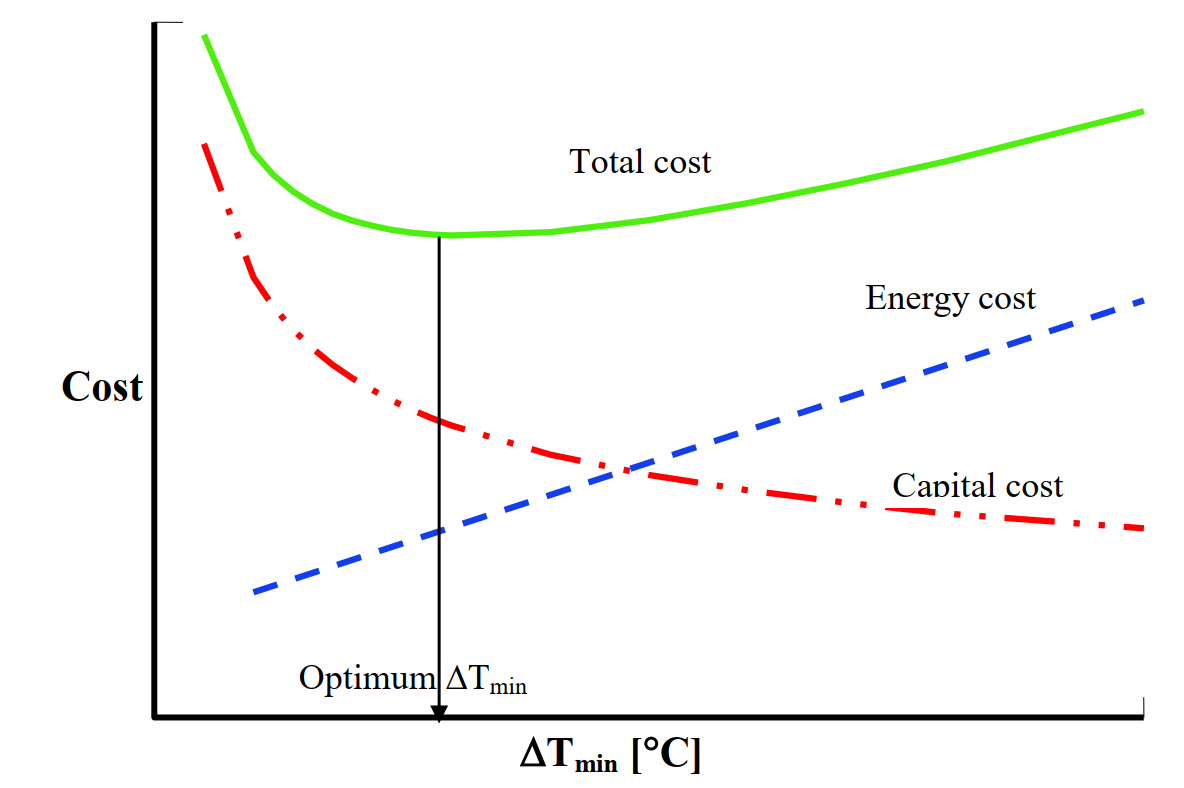 Total cost
Energy cost
Cost
Capital cost
Optimum ΔTmin
ΔTmin [°C]